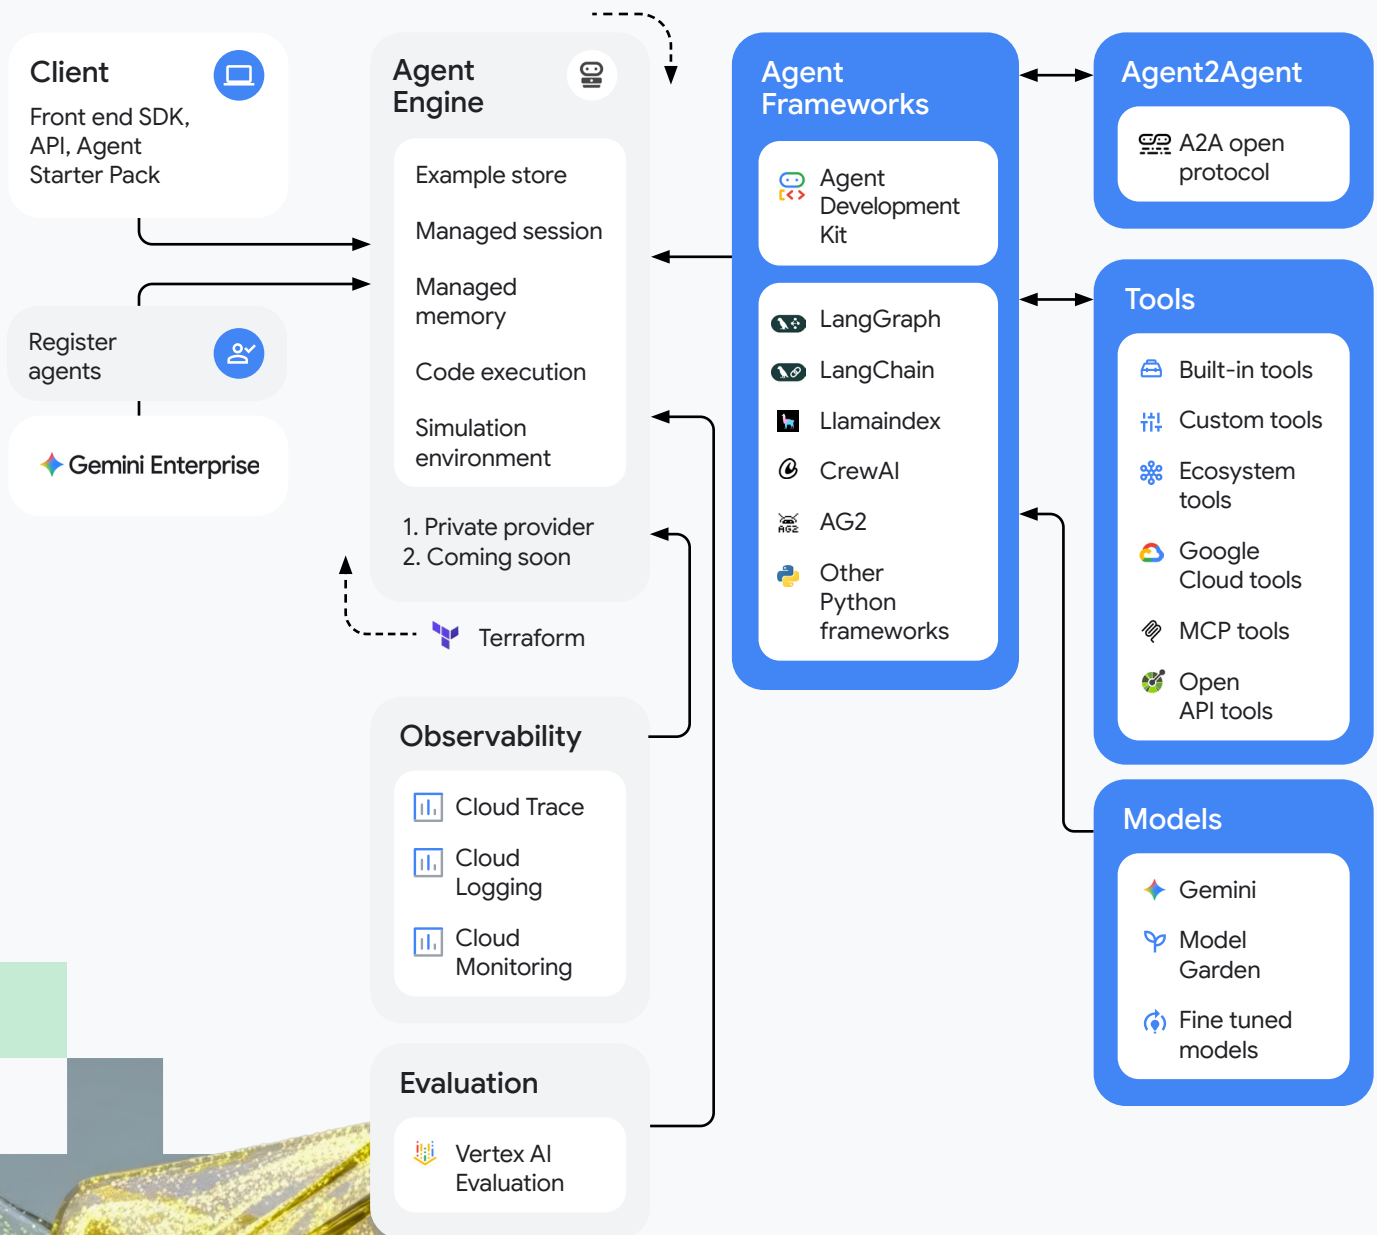 Client
Front end SDK,
API, Agent
Starter Pack
Register
agents
Gemini Enterprise
Agent
Engine
Example store
Managed session
Managed
memory
Code execution
Simulation
environment
1. Private provider
2. Coming soon
Terraform
Observability
Cloud Trace
Cloud
Logging
Cloud
Monitoring
Evaluation
Vertex AI
Evaluation
Agent
Frameworks
Agent
Development
Kit
LangGraph
LangChain
Llamaindex
CrewAI
AG2
AG2
Other
Python
frameworks
Agent2Agent
A2A open
protocol
Tools
Built-in tools
Custom tools
Ecosystem
tools
Google
Cloud tools
MCP tools
Open
API tools
Models
Gemini
Model
Garden
Fine tuned
models